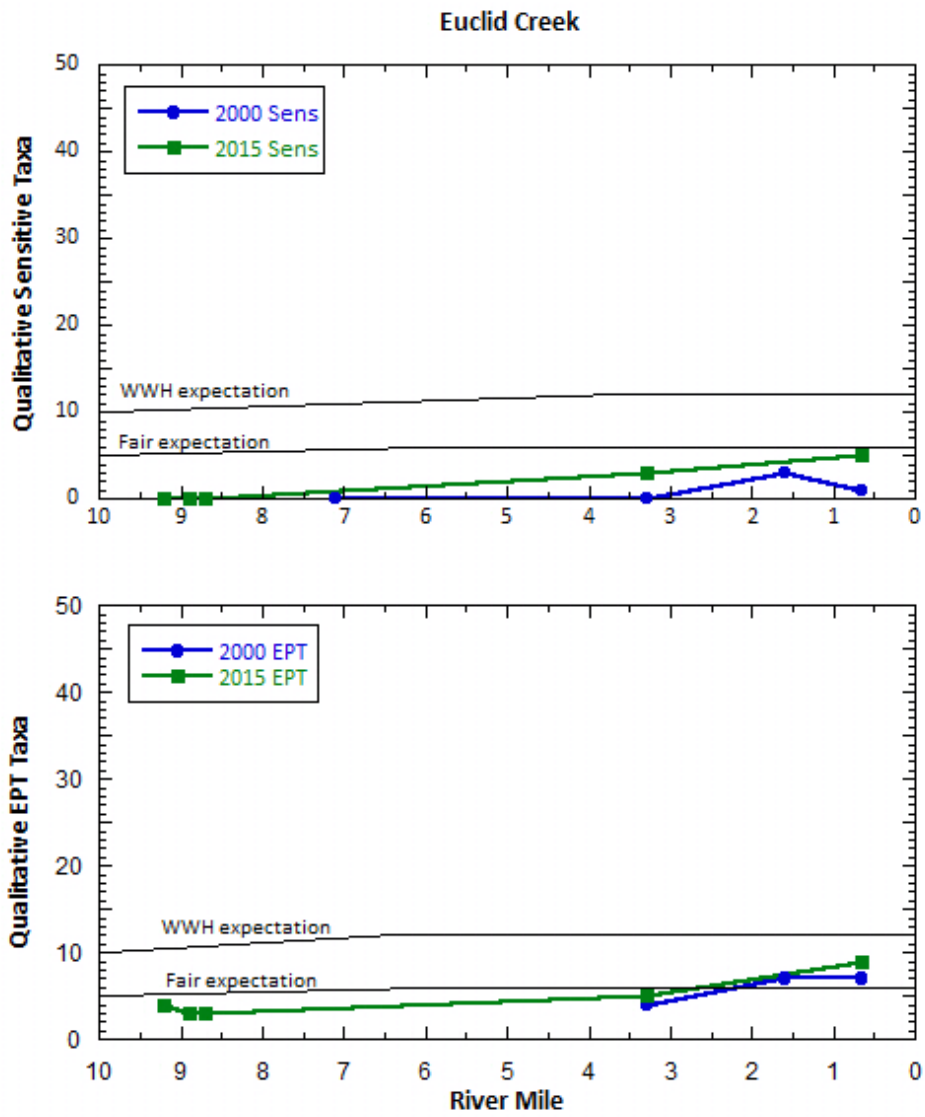 Euclid Creek
Qualitative Sensitive Taxa
50
40
30
20
10
0
2000 Sens
2015 Sens
WWH expectation
Fair expectation
10 9 8 7 6 5 4 3 2 1 0
Qualitative EPT Taxa
50
40
30
20
10
0
2000 EPT
2015 EPT
WWH expectation
Fair expectation
10 9 8 7 6 5 4 3 2 1 0
River Mile